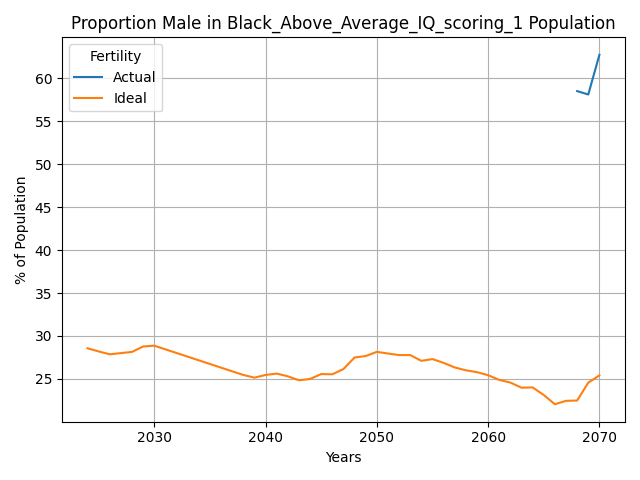 Proportion Male in Black_Above_Average_IQ_scoring_1 Population
Fertility
Actual
Ideal
% of Population
60
55
50
45
40
35
30
25
2030 2040 2050 2060 2070
Years